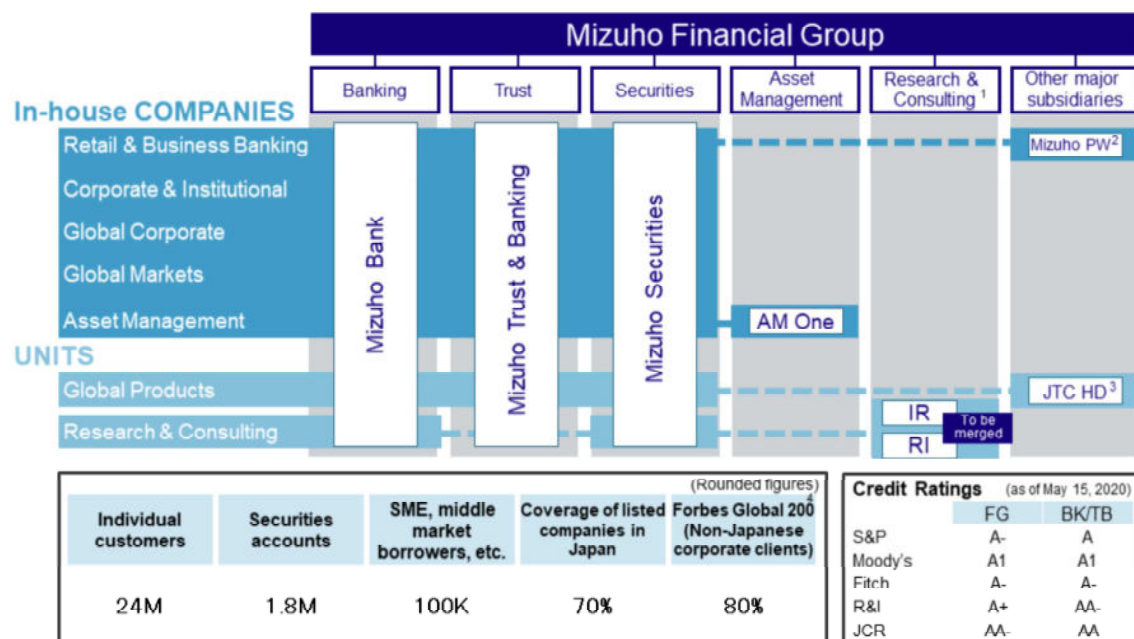 Mizuho Financial Group
Banking
Trust
Securities
Asset
Management
Research &
Consulting 1
Other major
subsidiaries
In-house COMPANIES
Retail & Business Banking
Corporate & Institutional
Global Corporate
Global Markets
Asset Management
UNITS
Global Products
Research & Consulting
Mizuho Bank
Mizuho Trust & Banking
Mizuho Securities
AM One
Mizuho PW2
JTC HD3
IR
RI
To be
merged
(Rounded figures)
Individual
customers
Securities
accounts
SME, middle
market
borrowers, etc.
Coverage of listed
companies in
Japan
Forbes Global 200 4
(Non-Japanese
corporate clients)
24M 1.8M 100K 70% 80%
Credit Ratings (as of May 15, 2020)
FG BK/TB
S&P A- A
Moody's A1 A1
Fitch A- A-
R&I A+ AA-
JCR AA- AA